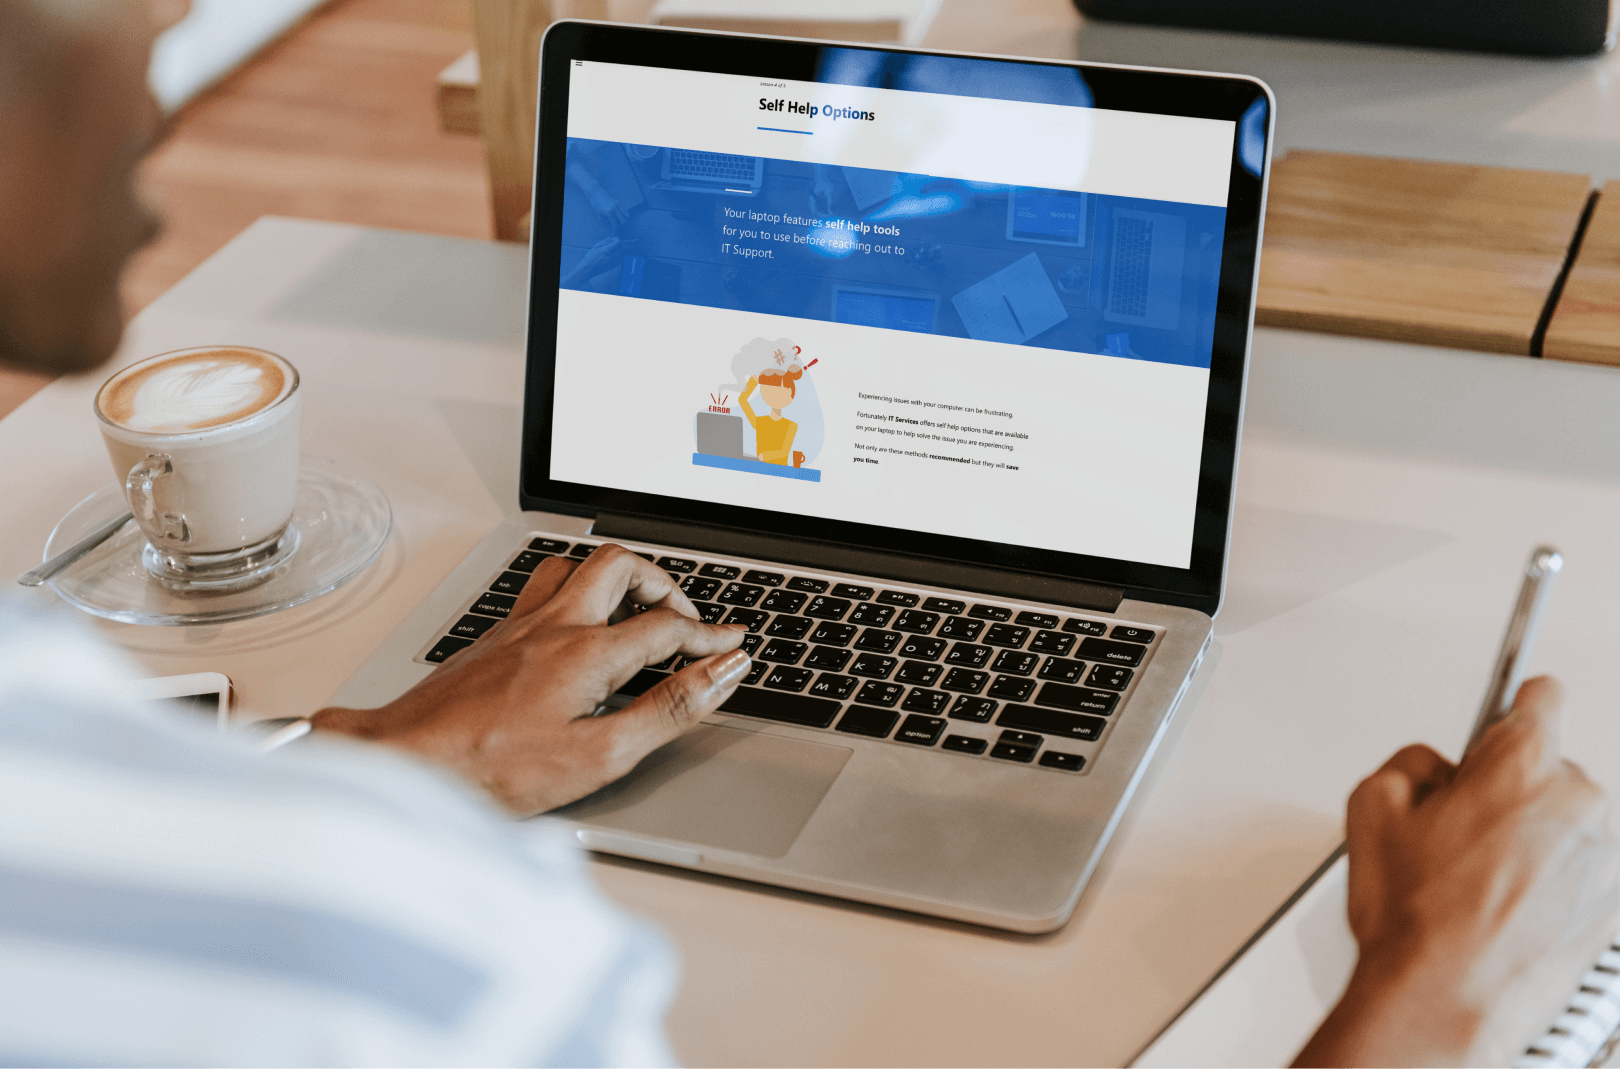 Lesson 4 of 5
Self Help Options
Your laptop features self help tools
for you to use before reaching out to
IT Support.
ERROR
# ? !
Experiencing issues with your computer can be frustrating.
Fortunately IT Services offers self help options that are available
on your laptop to help solve the issue you are experiencing.
Not only are these methods recommended but they will save
you time.
esc
tab
caps lock
shift
fn
T Y U I O P
H J K L
N M
delete
enter
return
shift
option